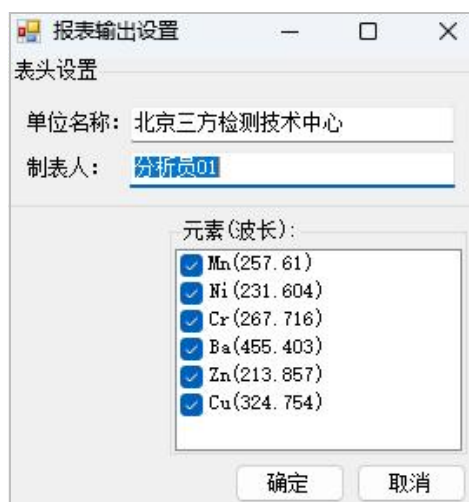 报表输出设置
表头设置
单位名称: 北京三方检测技术中心
制表人: 分析员01
元素(波长):
Mn(257.61)
Ni(231.604)
Cr(267.716)
Ba(455.403)
Zn(213.857)
Cu(324.754)
确定 取消